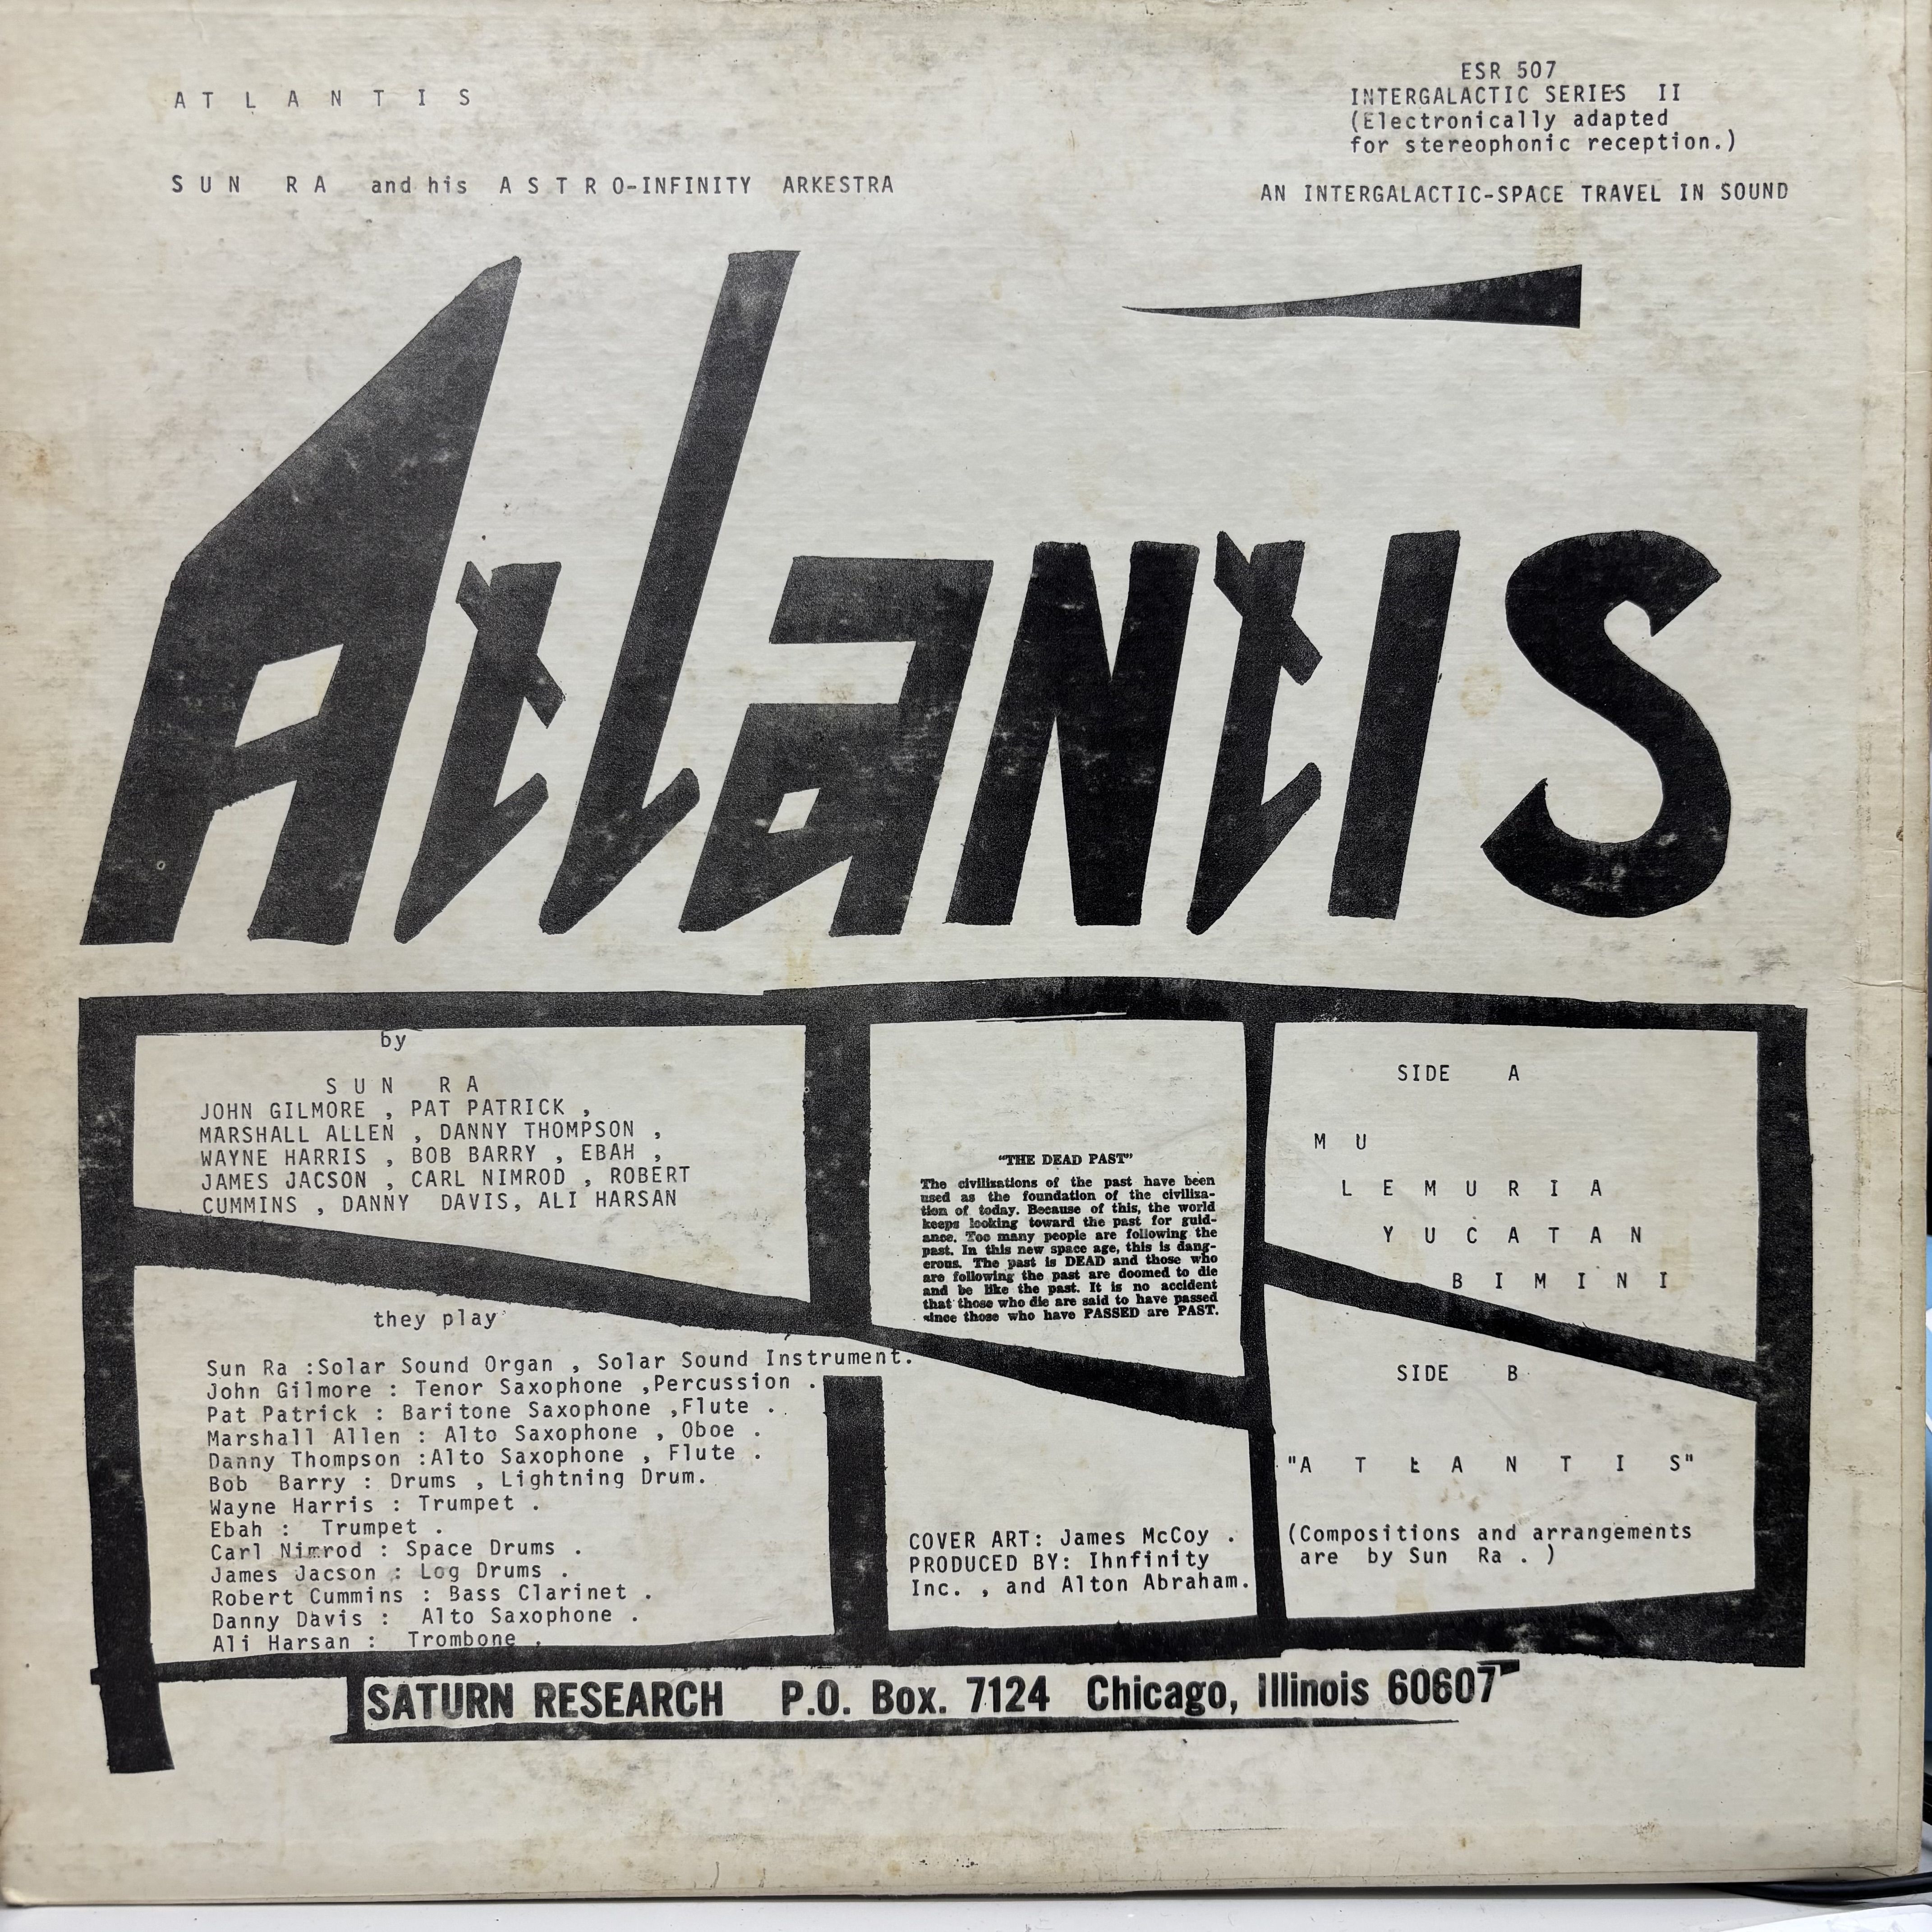 A T L A N T I S
S U N R A and his A S T R O-INFINITY ARKESTRA
ESR 507
INTERGALACTIC SERIES II
(Electronically adapted
for stereophonic reception.)
AN INTERGALACTIC-SPACE TRAVEL IN SOUND
AtlaNtIS
by
S U N R A
JOHN GILMORE , PAT PATRICK ,
MARSHALL ALLEN , DANNY THOMPSON ,
WAYNE HARRIS , BOB BARRY , EBAH ,
JAMES JACSON , CARL NIMROD , ROBERT
CUMMINS , DANNY DAVIS, ALI HARSAN
they play
Sun Ra :Solar Sound Organ , Solar Sound Instrument.
John Gilmore : Tenor Saxophone ,Percussion .
Pat Patrick : Baritone Saxophone ,Flute .
Marshall Allen : Alto Saxophone , Oboe .
Danny Thompson :Alto Saxophone , Flute .
Bob Barry : Drums , Lightning Drum.
Wayne Harris : Trumpet .
Ebah : Trumpet .
Carl Nimrod : Space Drums .
James Jacson : Log Drums .
Robert Cummins : Bass Clarinet .
Danny Davis : Alto Saxophone .
Ali Harsan : Trombone .
"THE DEAD PAST"
The civilizations of the past have been
used as the foundation of the civiliza-
tion of today. Because of this, the world
keeps looking toward the past for guid-
ance. Too many people are following the
past. In this new space age, this is dang-
erous. The past is DEAD and those who
are following the past are doomed to die
and be like the past. It is no accident
that those who die are said to have passed
since those who have PASSED are PAST.
COVER ART: James McCoy .
PRODUCED BY: Ihnfinity
Inc. , and Alton Abraham.
SIDE A
M U
L E M U R I A
Y U C A T A N
B I M I N I
SIDE B
"A T L A N T I S"
(Compositions and arrangements
are by Sun Ra . )
SATURN RESEARCH P.O. Box. 7124 Chicago, Illinois 60607